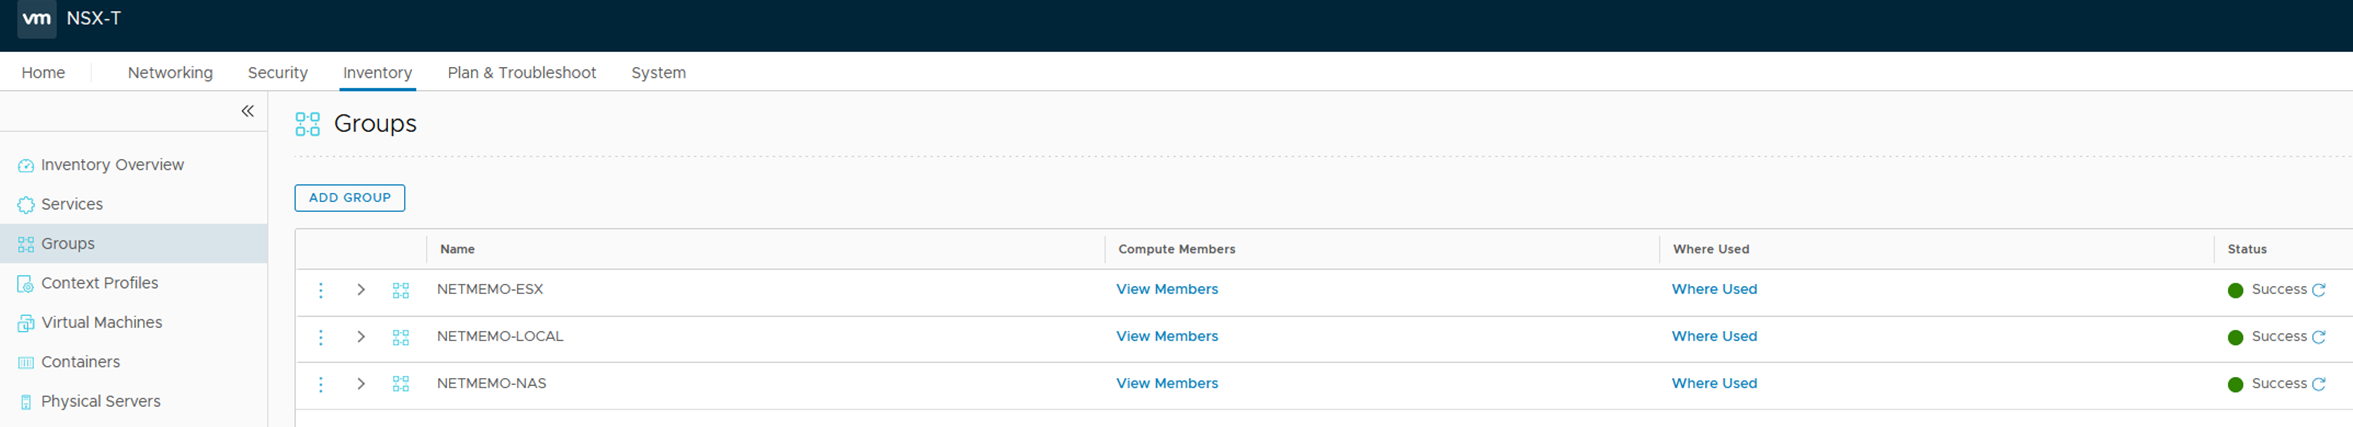 vm NSX-T
Home Networking Security Inventory Plan & Troubleshoot System
Groups
Inventory Overview
Services
Groups
Context Profiles
Virtual Machines
Containers
Physical Servers
ADD GROUP
Name Compute Members Where Used Status
NETMEMO-ESX View Members Where Used Success
NETMEMO-LOCAL View Members Where Used Success
NETMEMO-NAS View Members Where Used Success